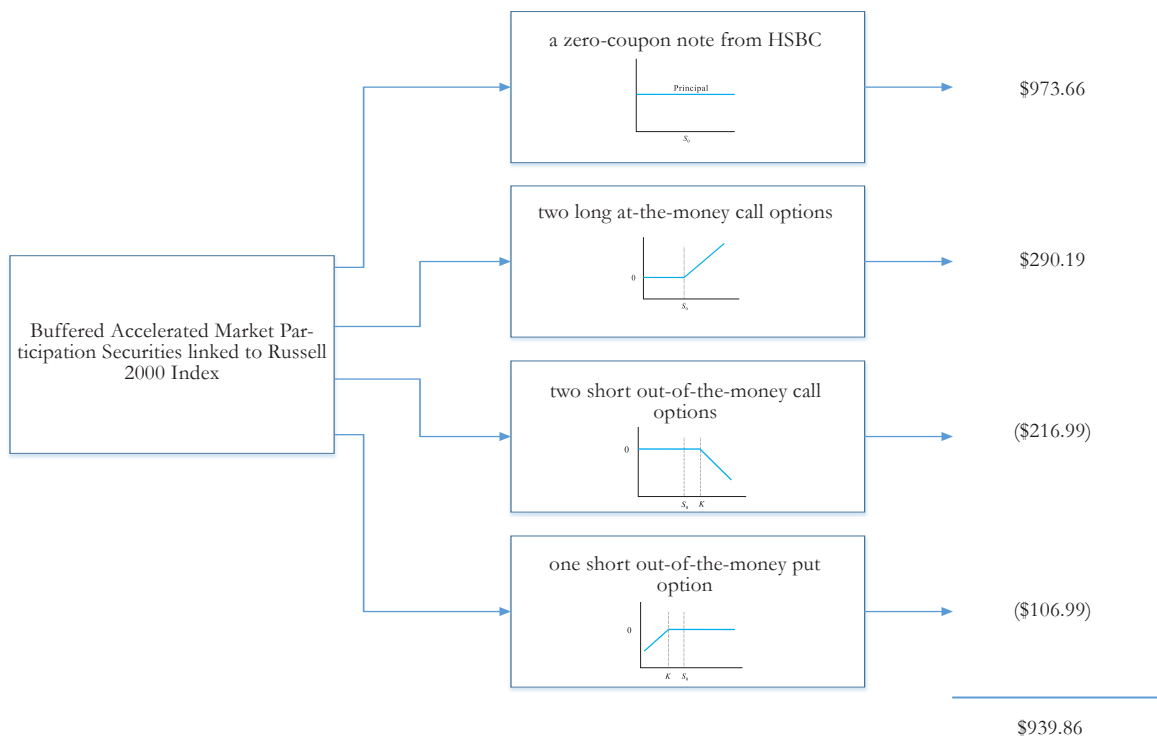 a zero-coupon note from HSBC
Principal
S₀
$973.66
two long at-the-money call options
0
S₀
$290.19
Buffered Accelerated Market Par-
ticipation Securities linked to Russell
2000 Index
two short out-of-the-money call
options
0
S₀ K
($216.99)
one short out-of-the-money put
option
0
K S₀
($106.99)
$939.86